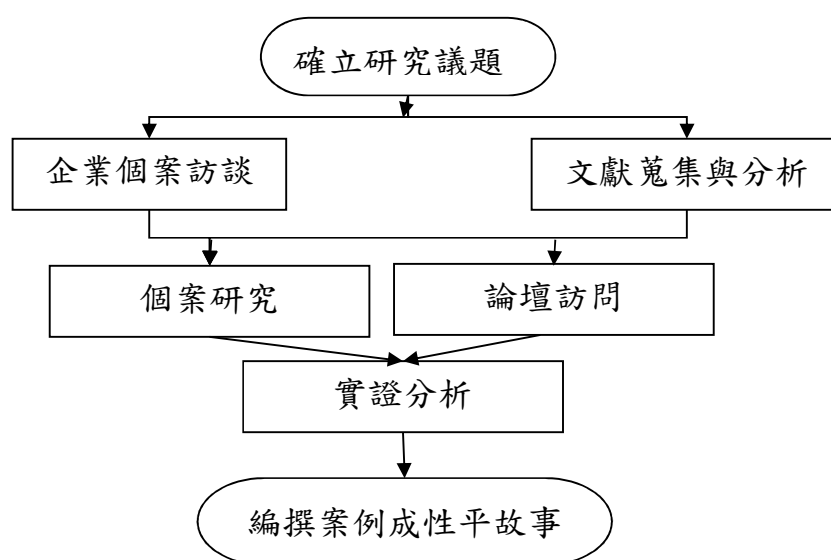 確立研究議題
企業個案訪談
文獻蒐集與分析
個案研究
論壇訪問
實證分析
編撰案例成性平故事